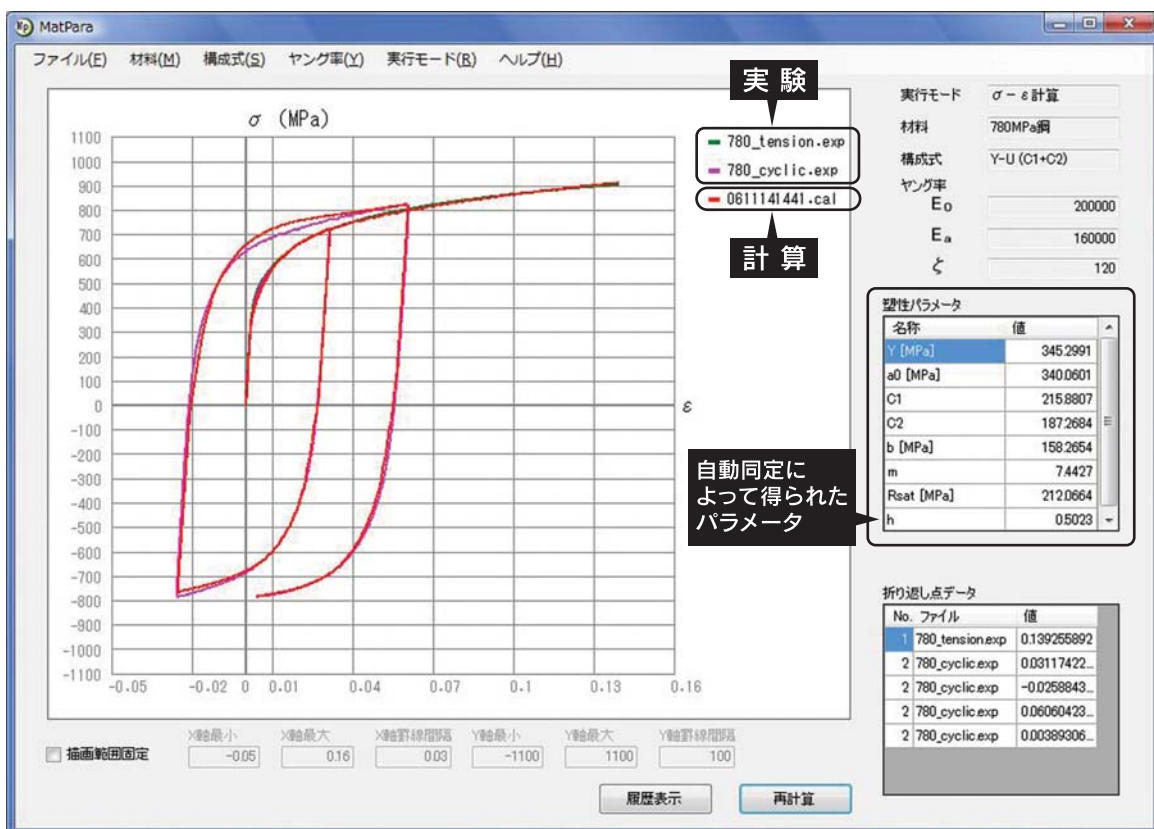 MatPara
ファイル(F) 材料(M) 構成式(S) ヤング率(Y) 実行モード(R) ヘルプ(H)
実験
σ (MPa)
780_tension.exp
780_cyclic.exp
0611141441.cal
計算
1100
1000
900
800
700
600
500
400
300
200
100
0
-100
-200
-300
-400
-500
-600
-700
-800
-900
-1000
-1100
ε
-0.05 -0.02 0 0.01 0.04 0.07 0.1 0.13 0.16
実行モード σ-ε計算
材料 780MPa鋼
構成式 Y-U (C1+C2)
ヤング率
E₀ 200000
Eₐ 160000
ζ 120
塑性パラメータ
名称 値
Y [MPa] 345.2991
a0 [MPa] 340.0601
C1 215.8807
C2 187.2684
b [MPa] 158.2654
m 7.4427
Rsat [MPa] 212.0664
h 0.5023
自動同定に
よって得られた
パラメータ
折り返し点データ
No. ファイル 値
1 780_tension.exp 0.139255892
2 780_cyclic.exp 0.03117422...
2 780_cyclic.exp -0.0258843...
2 780_cyclic.exp 0.06060423...
2 780_cyclic.exp 0.00389306...
X軸最小 X軸最大 X軸罫線間隔 Y軸最小 Y軸最大 Y軸罫線間隔
描画範囲固定 -0.05 0.16 0.03 -1100 1100 100
履歴表示 再計算